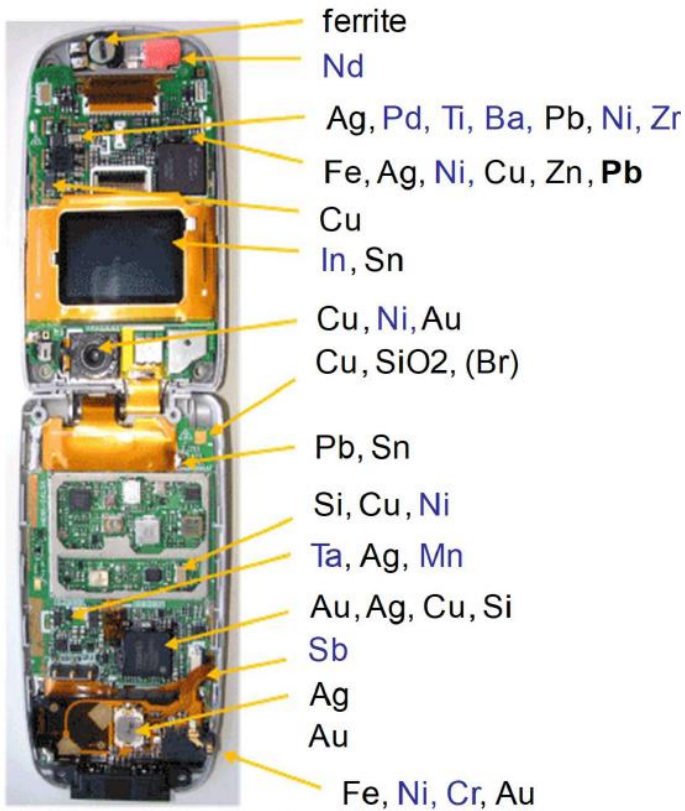 ferrite
Nd
Ag, Pd, Ti, Ba, Pb, Ni, Zr
Fe, Ag, Ni, Cu, Zn, Pb
Cu
In, Sn
Cu, Ni, Au
Cu, SiO2, (Br)
Pb, Sn
Si, Cu, Ni
Ta, Ag, Mn
Au, Ag, Cu, Si
Sb
Ag
Au
Fe, Ni, Cr, Au